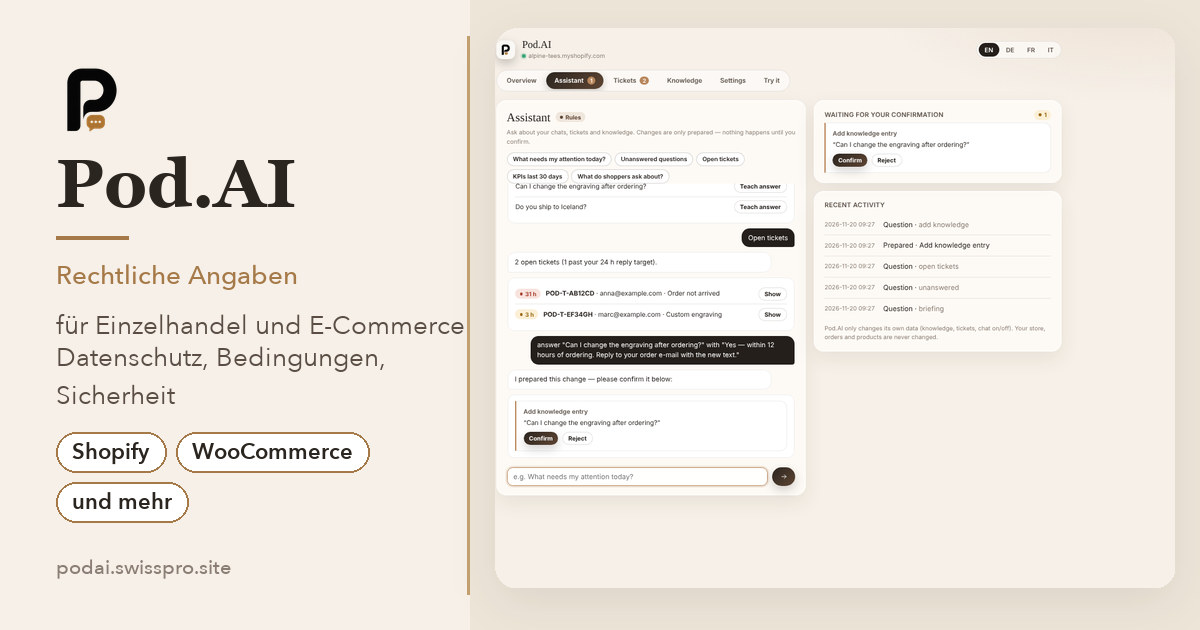 Pod.AI
Rechtliche Angaben
für Einzelhandel und E-Commerce
Datenschutz, Bedingungen,
Sicherheit
Shopify
WooCommerce
und mehr
podai.swisspro.site
Pod.AI
alpine-tees.myshopify.com
EN DE FR IT
Overview
Assistant 1
Tickets 2
Knowledge
Settings
Try it
Assistant
Rules
Ask about your chats, tickets and knowledge. Changes are only prepared — nothing happens until you
confirm.
What needs my attention today?
Unanswered questions
Open tickets
KPIs last 30 days
What do shoppers ask about?
Can I change the engraving after ordering?
Teach answer
Do you ship to Iceland?
Teach answer
Open tickets
2 open tickets (1 past your 24 h reply target).
31 h POD-T-AB12CD · anna@example.com · Order not arrived
Show
3 h POD-T-EF34GH · marc@example.com · Custom engraving
Show
answer "Can I change the engraving after ordering?" with "Yes — within 12
hours of ordering. Reply to your order e-mail with the new text."
I prepared this change — please confirm it below:
Add knowledge entry
"Can I change the engraving after ordering?"
Confirm
Reject
e.g. What needs my attention today?
→
WAITING FOR YOUR CONFIRMATION
1
Add knowledge entry
"Can I change the engraving after ordering?"
Confirm
Reject
RECENT ACTIVITY
2026-11-20 09:27 Question · add knowledge
2026-11-20 09:27 Prepared · Add knowledge entry
2026-11-20 09:27 Question · open tickets
2026-11-20 09:27 Question · unanswered
2026-11-20 09:27 Question · briefing
Pod.AI only changes its own data (knowledge, tickets, chat on/off). Your store,
orders and products are never changed.